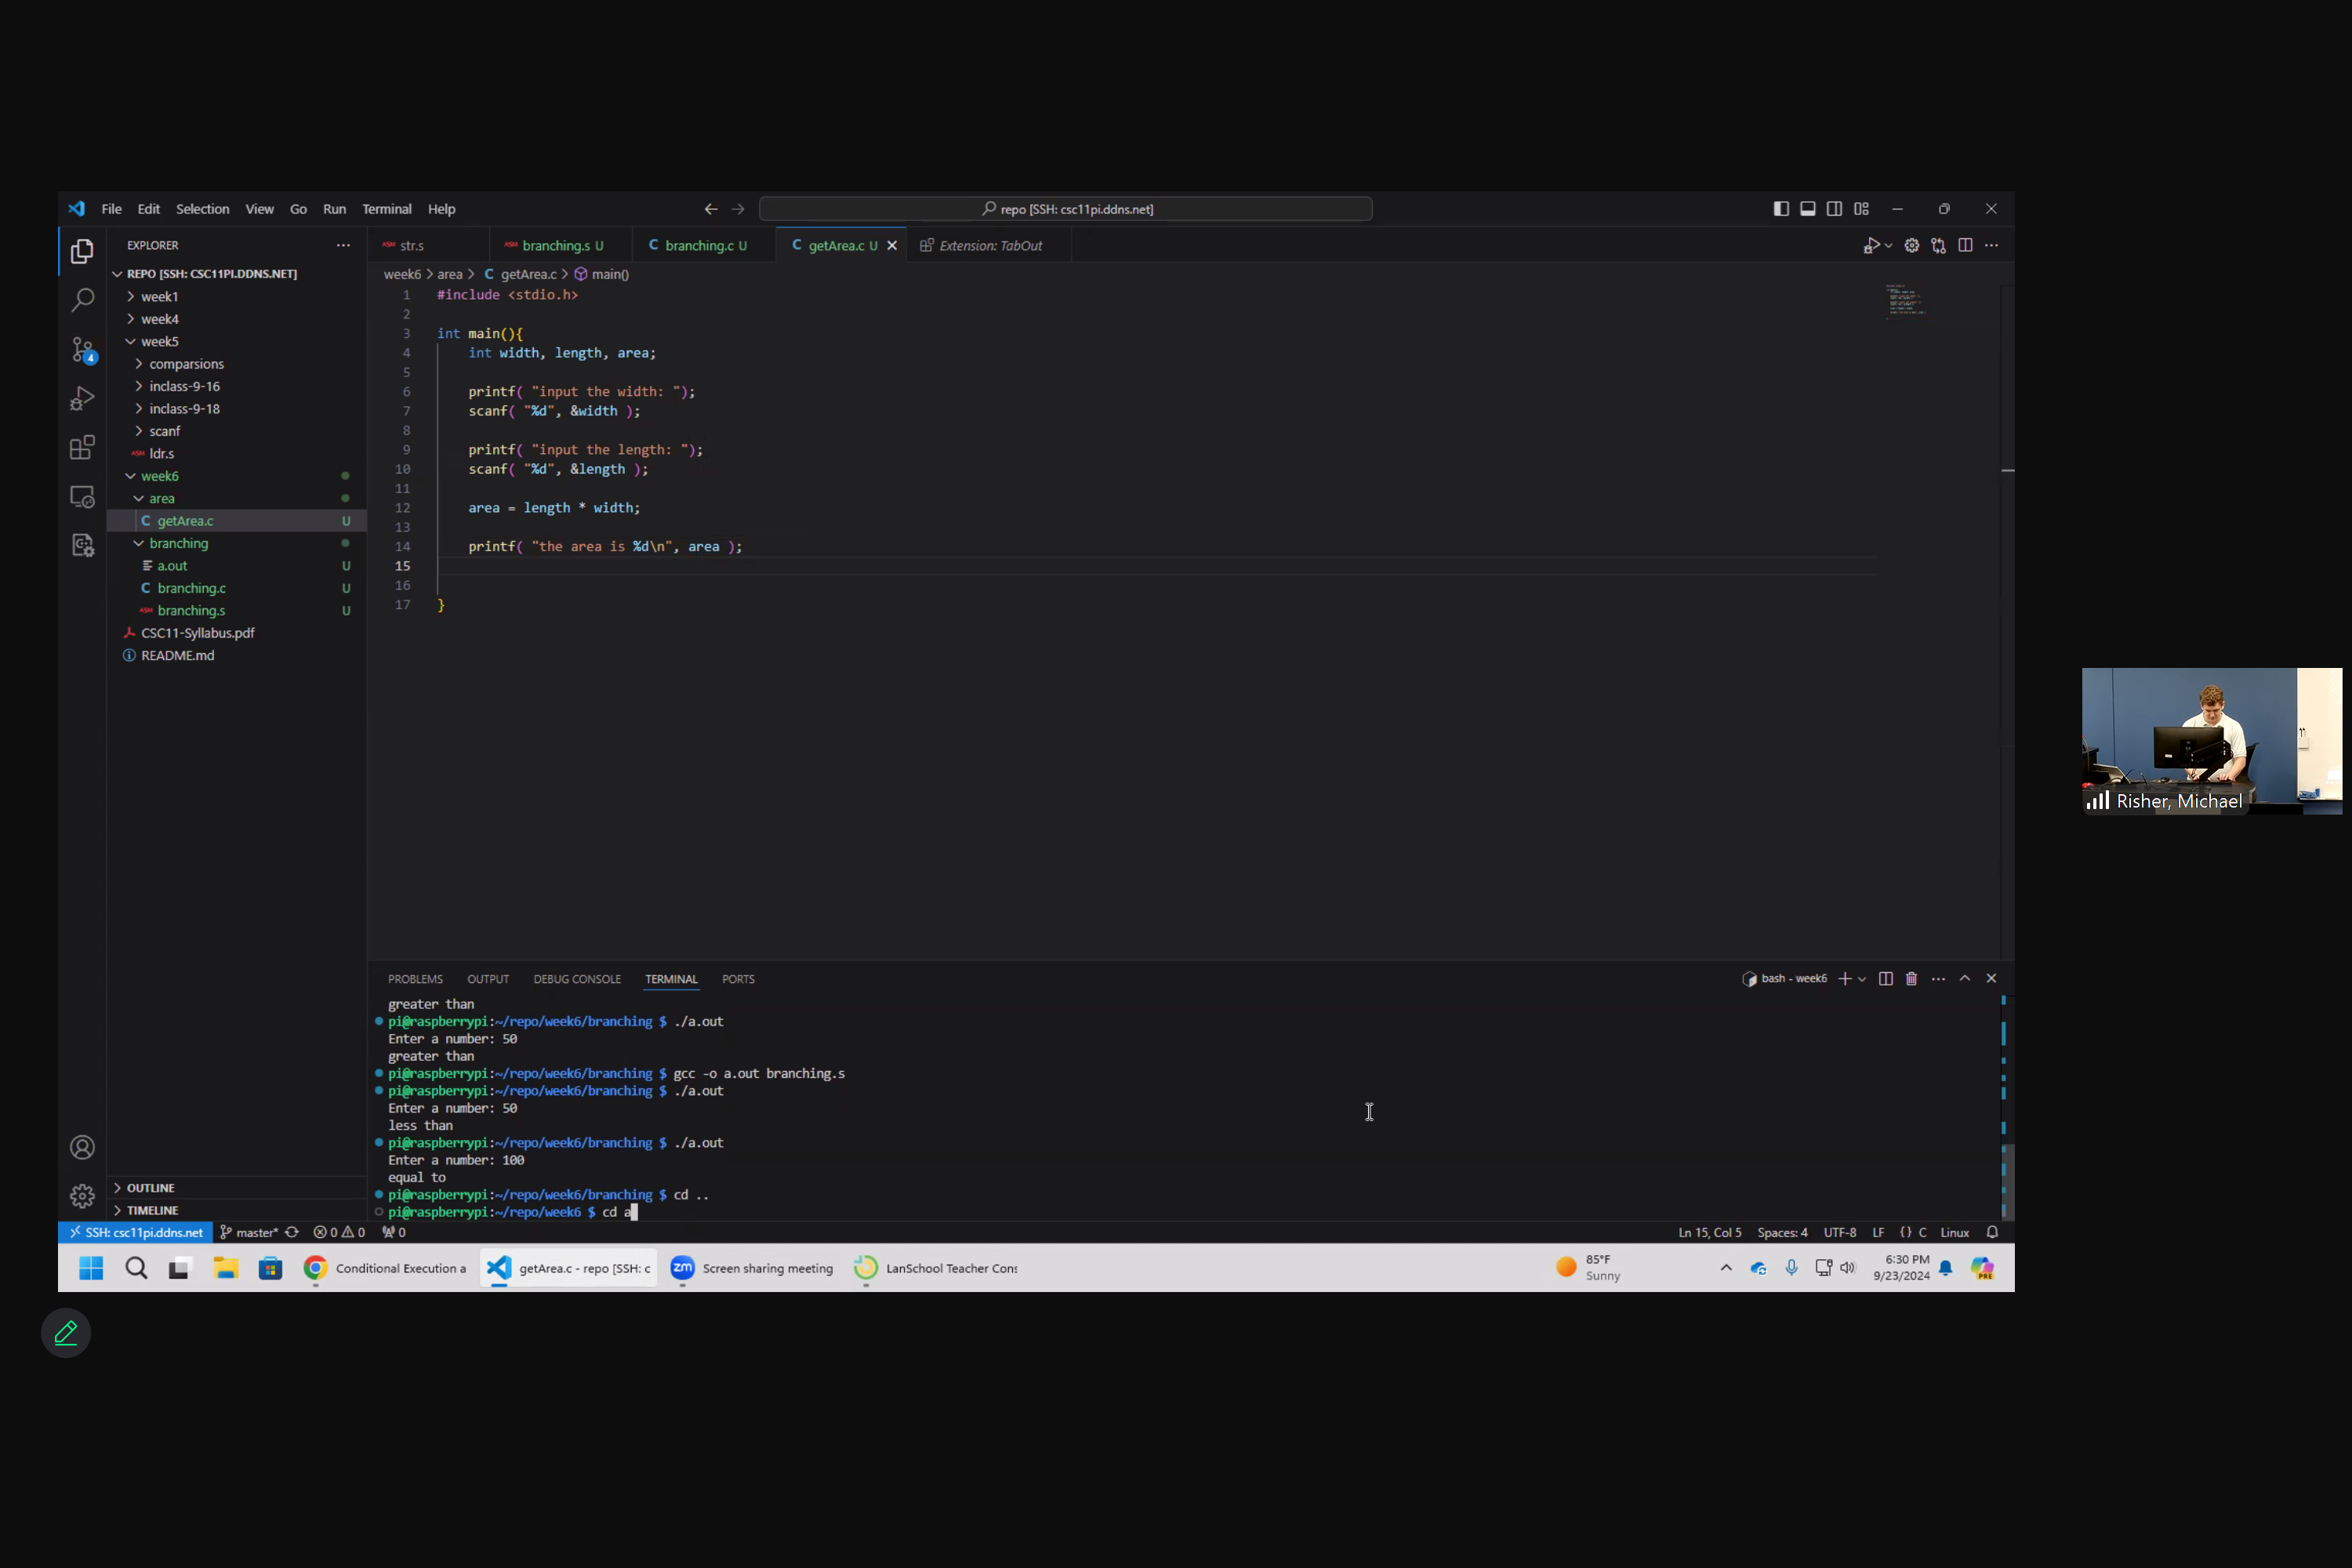 File Edit Selection View Go Run Terminal Help
repo [SSH: csc11pi.ddns.net]
EXPLORER
REPO [SSH: CSC11PI.DDNS.NET]
week1
week4
week5
comparsions
inclass-9-16
inclass-9-18
scanf
ASM ldr.s
week6
area
C getArea.c U
branching
a.out U
C branching.c U
ASM branching.s U
CSC11-Syllabus.pdf
README.md
OUTLINE
TIMELINE
4
ASM str.s
ASM branching.s U
C branching.c U
C getArea.c U
Extension: TabOut
week6 > area > C getArea.c > main()
1 #include <stdio.h>
2
3 int main(){
4 int width, length, area;
5
6 printf( "input the width: ");
7 scanf( "%d", &width );
8
9 printf( "input the length: ");
10 scanf( "%d", &length );
11
12 area = length * width;
13
14 printf( "the area is %d\n", area );
15
16
17 }
PROBLEMS OUTPUT DEBUG CONSOLE TERMINAL PORTS
bash - week6
greater than
pi@raspberrypi:~/repo/week6/branching $ ./a.out
Enter a number: 50
greater than
pi@raspberrypi:~/repo/week6/branching $ gcc -o a.out branching.s
pi@raspberrypi:~/repo/week6/branching $ ./a.out
Enter a number: 50
less than
pi@raspberrypi:~/repo/week6/branching $ ./a.out
Enter a number: 100
equal to
pi@raspberrypi:~/repo/week6/branching $ cd ..
pi@raspberrypi:~/repo/week6 $ cd a
SSH: csc11pi.ddns.net master* 0 0 0
Ln 15, Col 5 Spaces: 4 UTF-8 LF {} C Linux
Conditional Execution a
getArea.c - repo [SSH: c
zm Screen sharing meeting
LanSchool Teacher Cons
85°F
Sunny
6:30 PM
9/23/2024
PRE
Risher, Michael